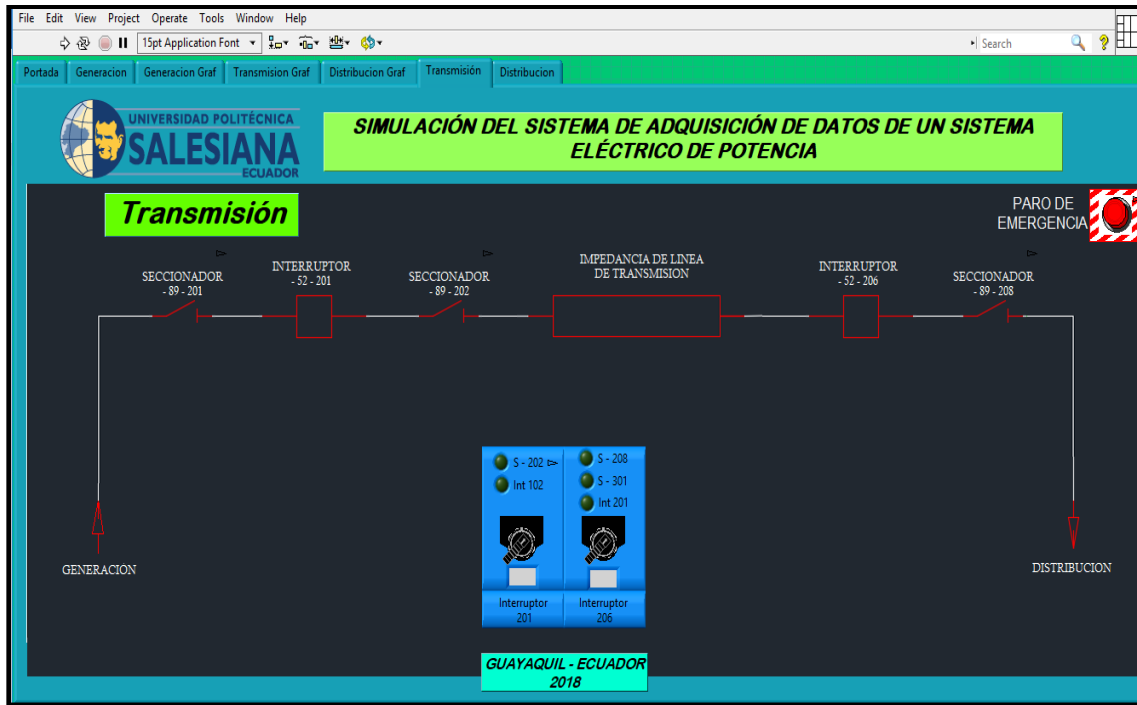 File Edit View Project Operate Tools Window Help
15pt Application Font
Search
Portada Generacion Generacion Graf Transmision Graf Distribucion Graf Transmisión Distribucion
UNIVERSIDAD POLITÉCNICA
SALESIANA
ECUADOR
SIMULACIÓN DEL SISTEMA DE ADQUISICIÓN DE DATOS DE UN SISTEMA
ELÉCTRICO DE POTENCIA
Transmisión
PARO DE
EMERGENCIA
SECCIONADOR
- 89 - 201
INTERRUPTOR
- 52 - 201
SECCIONADOR
- 89 - 202
IMPEDANCIA DE LINEA
DE TRANSMISION
INTERRUPTOR
- 52 - 206
SECCIONADOR
- 89 - 208
GENERACION
DISTRIBUCION
S - 202
Int 102
S - 208
S - 301
Int 201
Interruptor
201
Interruptor
206
GUAYAQUIL - ECUADOR
2018